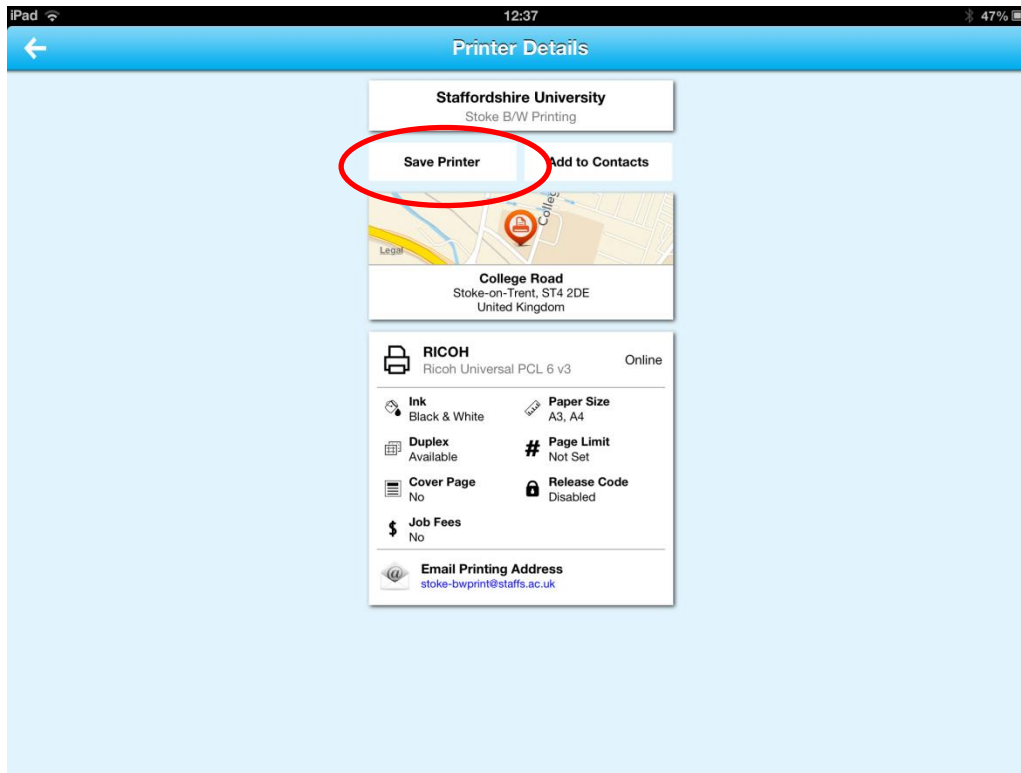 iPad 12:37 47%
Printer Details
Staffordshire University
Stoke B/W Printing
Save Printer Add to Contacts
College
Legal
College Road
Stoke-on-Trent, ST4 2DE
United Kingdom
RICOH
Ricoh Universal PCL 6 v3
Online
Ink
Black & White
Paper Size
A3, A4
Duplex
Available
# Page Limit
Not Set
Cover Page
No
Release Code
Disabled
$ Job Fees
No
@ Email Printing Address
stoke-bwprint@staffs.ac.uk